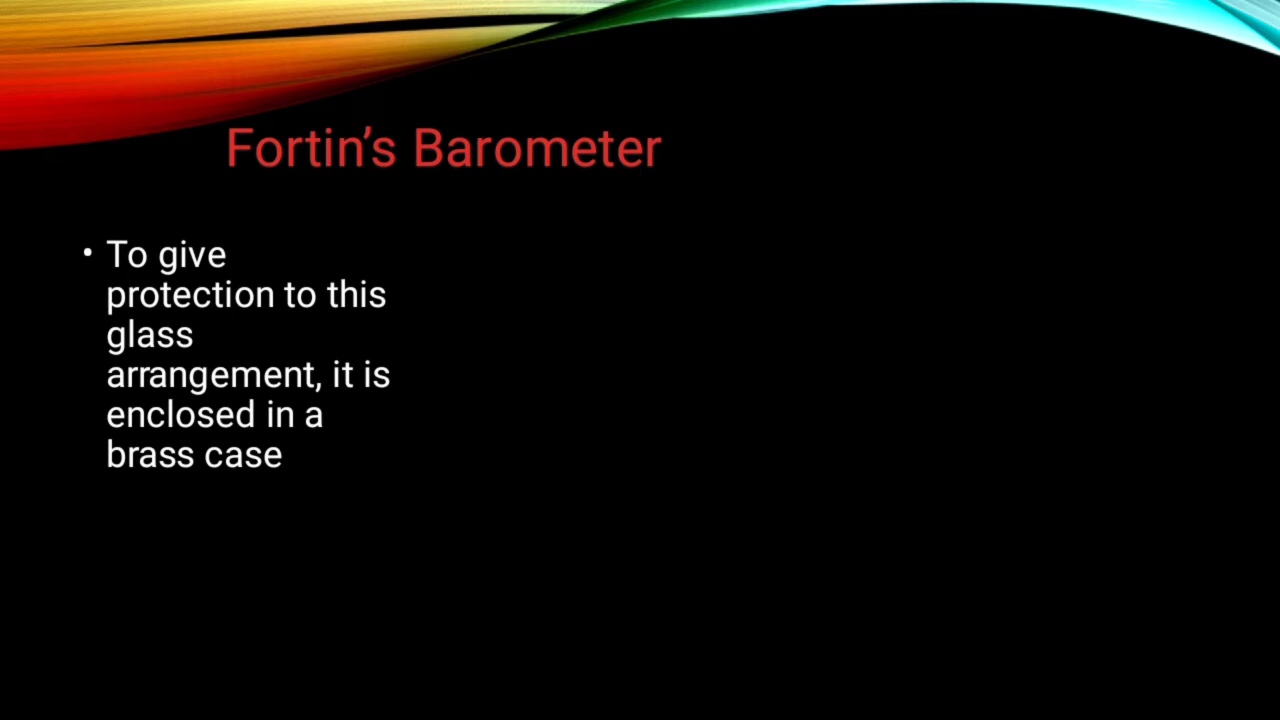 Fortin’s Barometer
• To give
protection to this
glass
arrangement, it is
enclosed in a
brass case